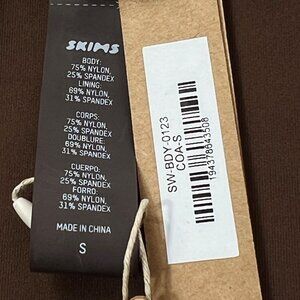 SKIMS
BODY:
75% NYLON,
25% SPANDEX
LINING:
69% NYLON,
31% SPANDEX
CORPS:
75% NYLON,
25% SPANDEX
DOUBLURE:
69% NYLON,
31% SPANDEX
CUERPO:
75% NYLON,
25% SPANDEX
FORRO:
69% NYLON,
31% SPANDEX
MADE IN CHINA
S
SW-BDY-0123
COA-S
194378643508